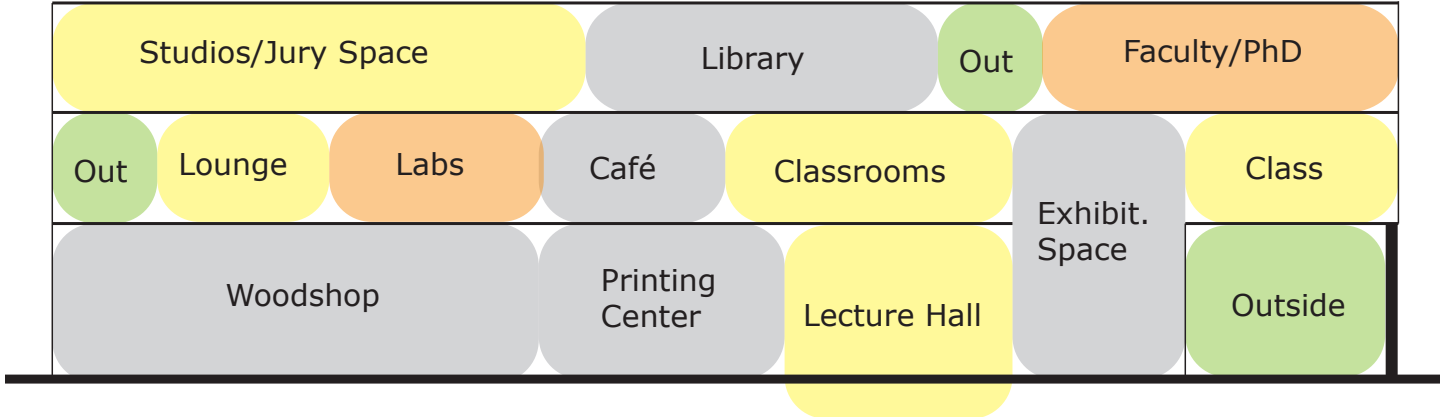 Studios/Jury Space
Library
Out
Faculty/PhD
Out
Lounge
Labs
Café
Classrooms
Exhibit.
Space
Class
Woodshop
Printing
Center
Lecture Hall
Outside